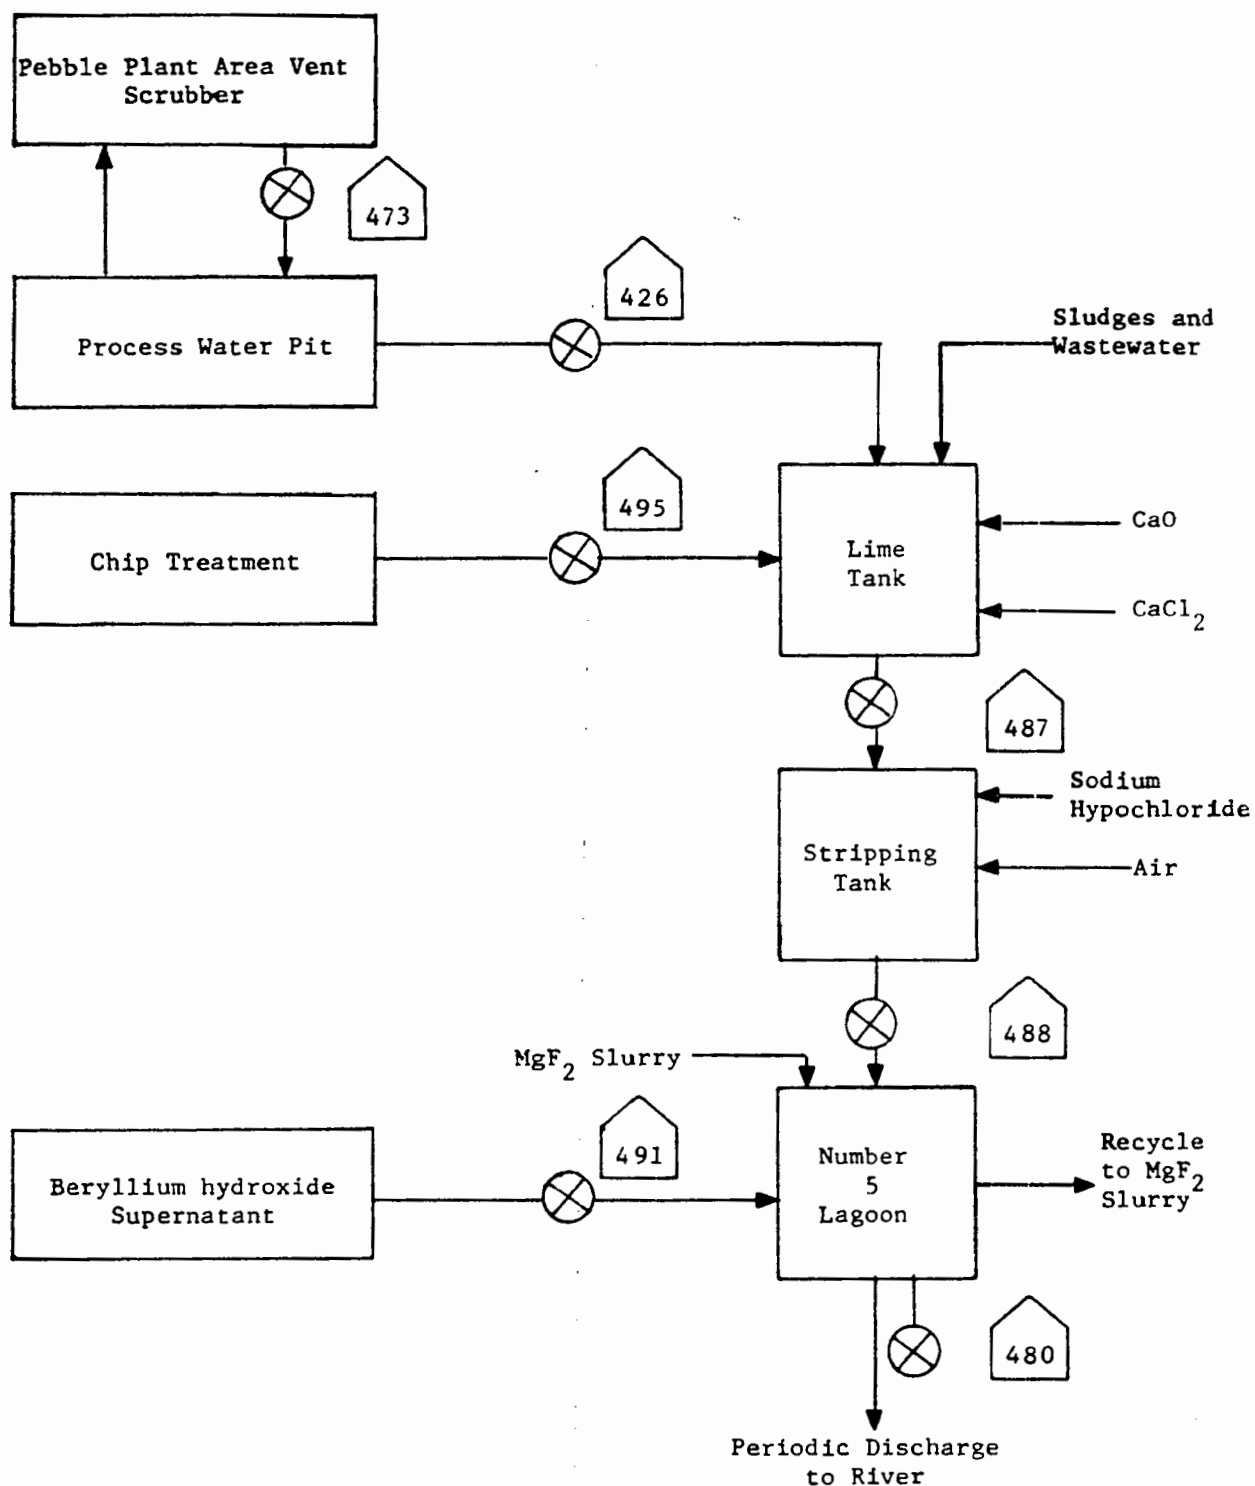 Pebble Plant Area Vent
Scrubber
473
426
Process Water Pit
Sludges and
Wastewater
495
Chip Treatment
Lime
Tank
CaO
CaCl2
487
Sodium
Hypochloride
Stripping
Tank
Air
488
MgF2 Slurry
491
Beryllium hydroxide
Supernatant
Number
5
Lagoon
Recycle
to MgF2
Slurry
480
Periodic Discharge
to River